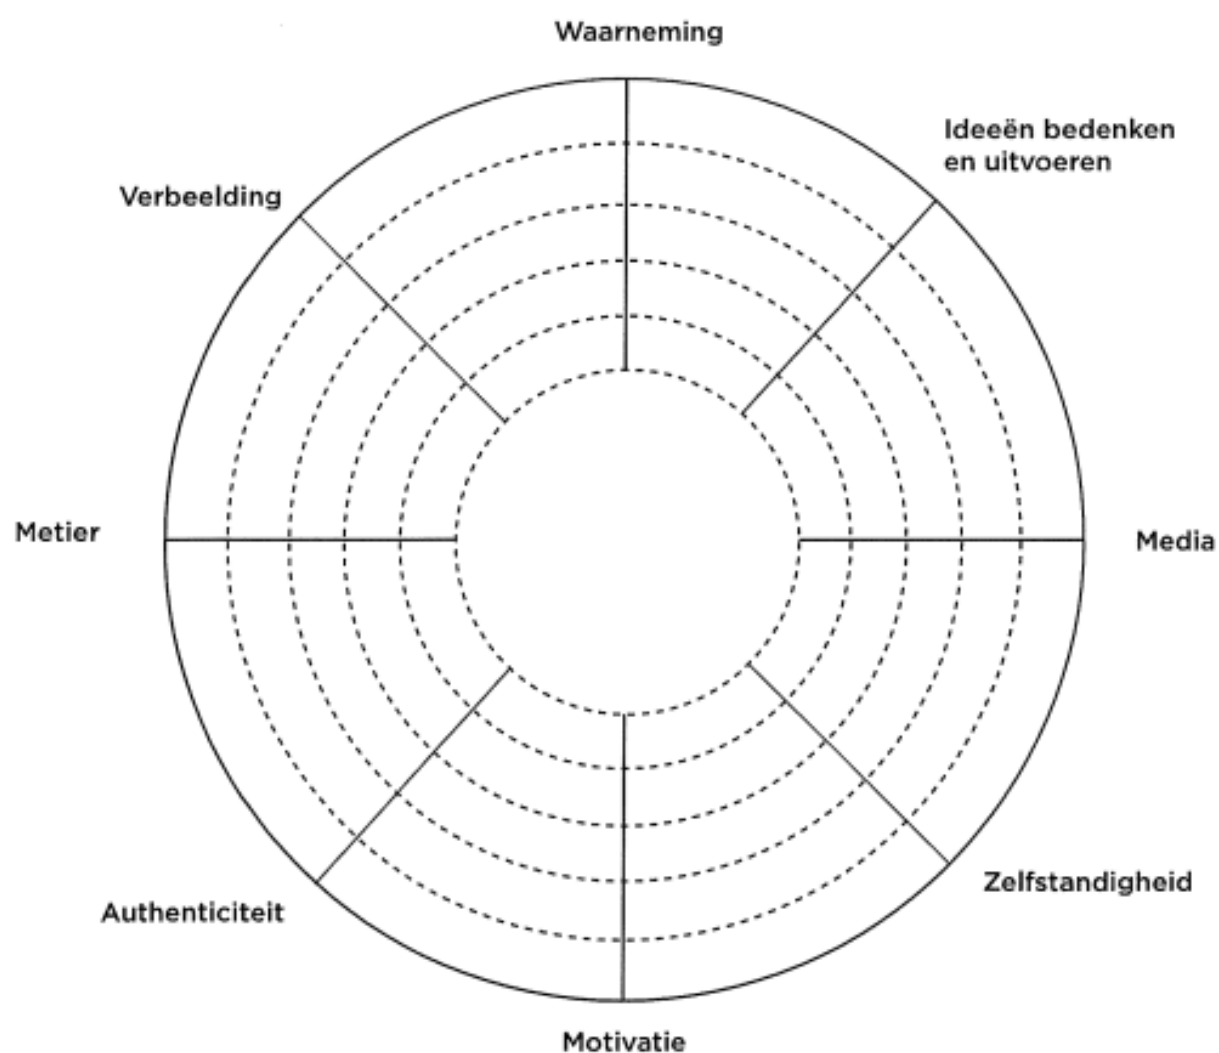 Waarneming
Ideeën bedenken
en uitvoeren
Verbeelding
Metier
Media
Zelfstandigheid
Authenticiteit
Motivatie